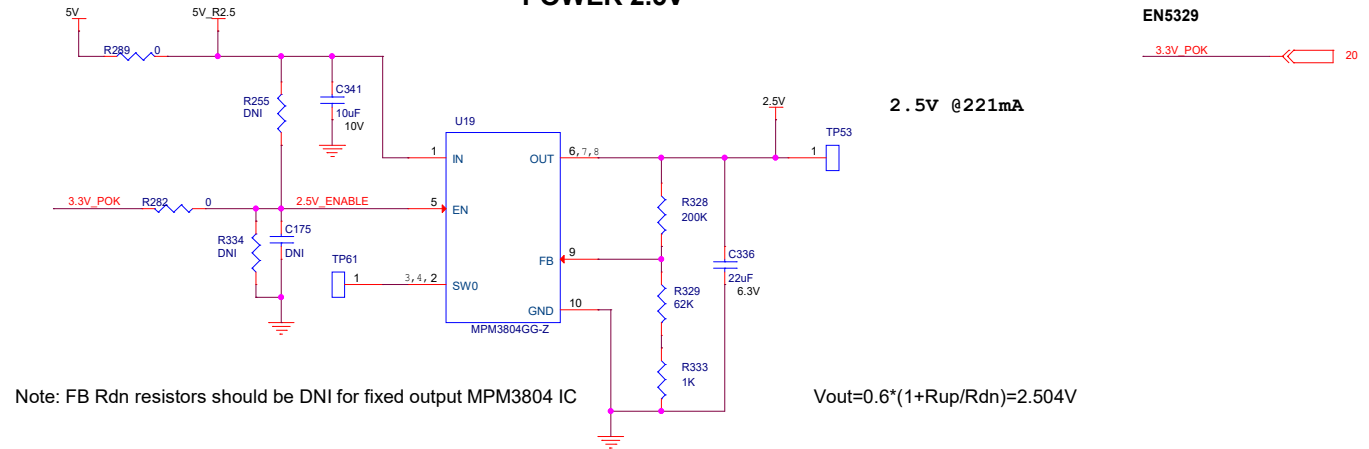 POWER 2.5V
EN5329
5V
5V_R2.5
R289
0
3.3V_POK
20
R255
DNI
C341
10uF
10V
2.5V
2.5V @221mA
U19
TP53
1
IN
OUT
6,7,8
1
3.3V_POK
R282
0
2.5V_ENABLE
5
EN
R328
200K
R334
DNI
C175
DNI
TP61
1
3,4,2
SW0
FB
9
C336
22uF
6.3V
R329
62K
GND
10
MPM3804GG-Z
R333
1K
Note: FB Rdn resistors should be DNI for fixed output MPM3804 IC
Vout=0.6*(1+Rup/Rdn)=2.504V